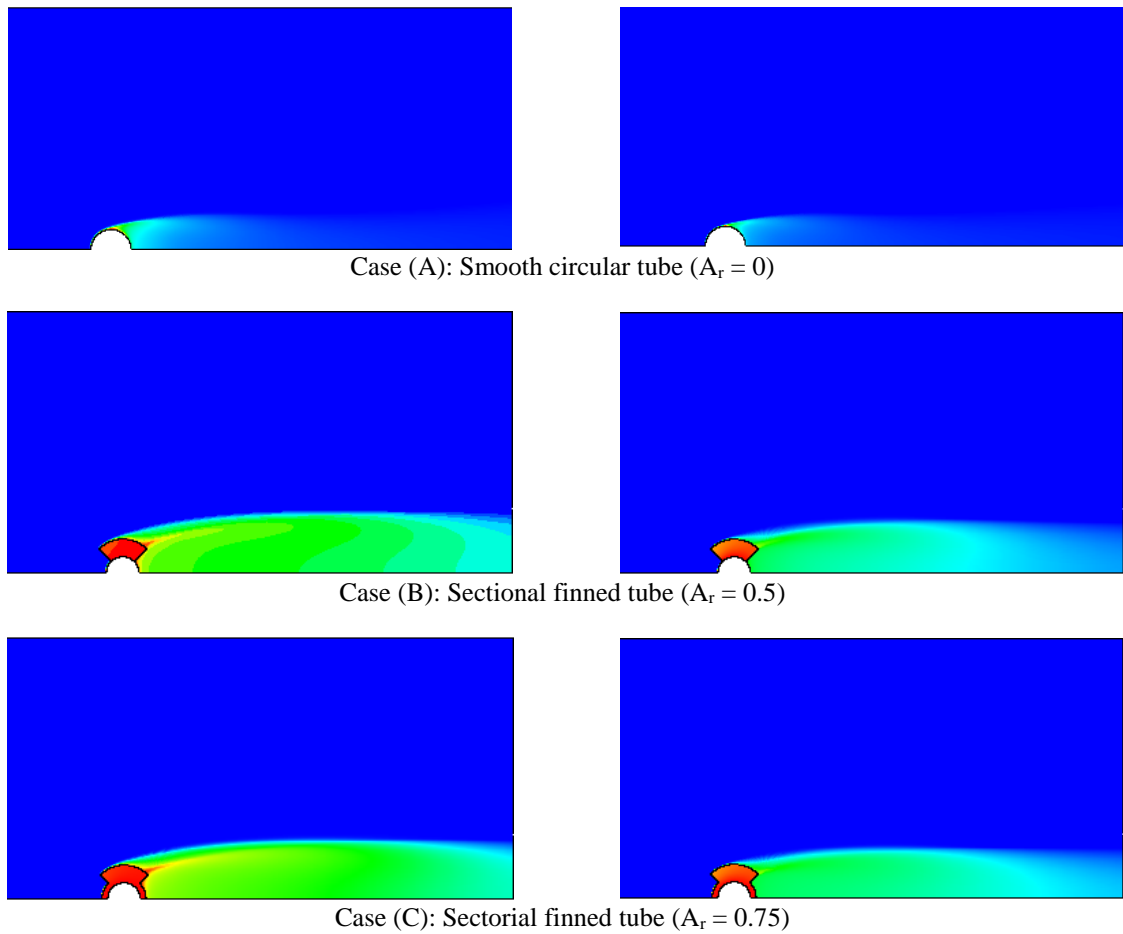 Case (A): Smooth circular tube (Ar = 0)
Case (B): Sectional finned tube (Ar = 0.5)
Case (C): Sectorial finned tube (Ar = 0.75)